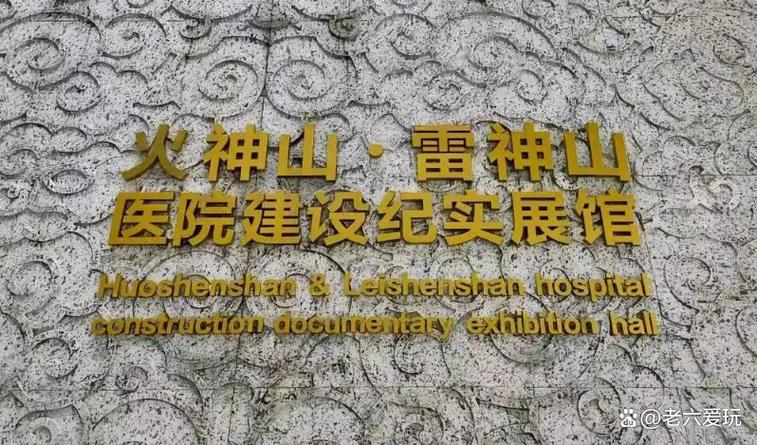 火神山·雷神山
医院建设纪实展馆
Huoshenshan & Leishenshan hospital
construction documentary exhibition hall
@老六爱玩